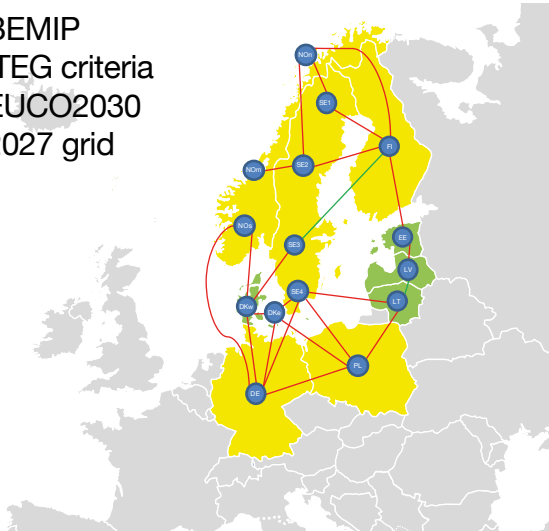 BEMIP
TEG criteria
EUCO2030
2027 grid
NOn
SE1
FI
SE2
NOm
NOs
EE
SE3
LV
SE4
LT
DKw
DKe
PL
DE